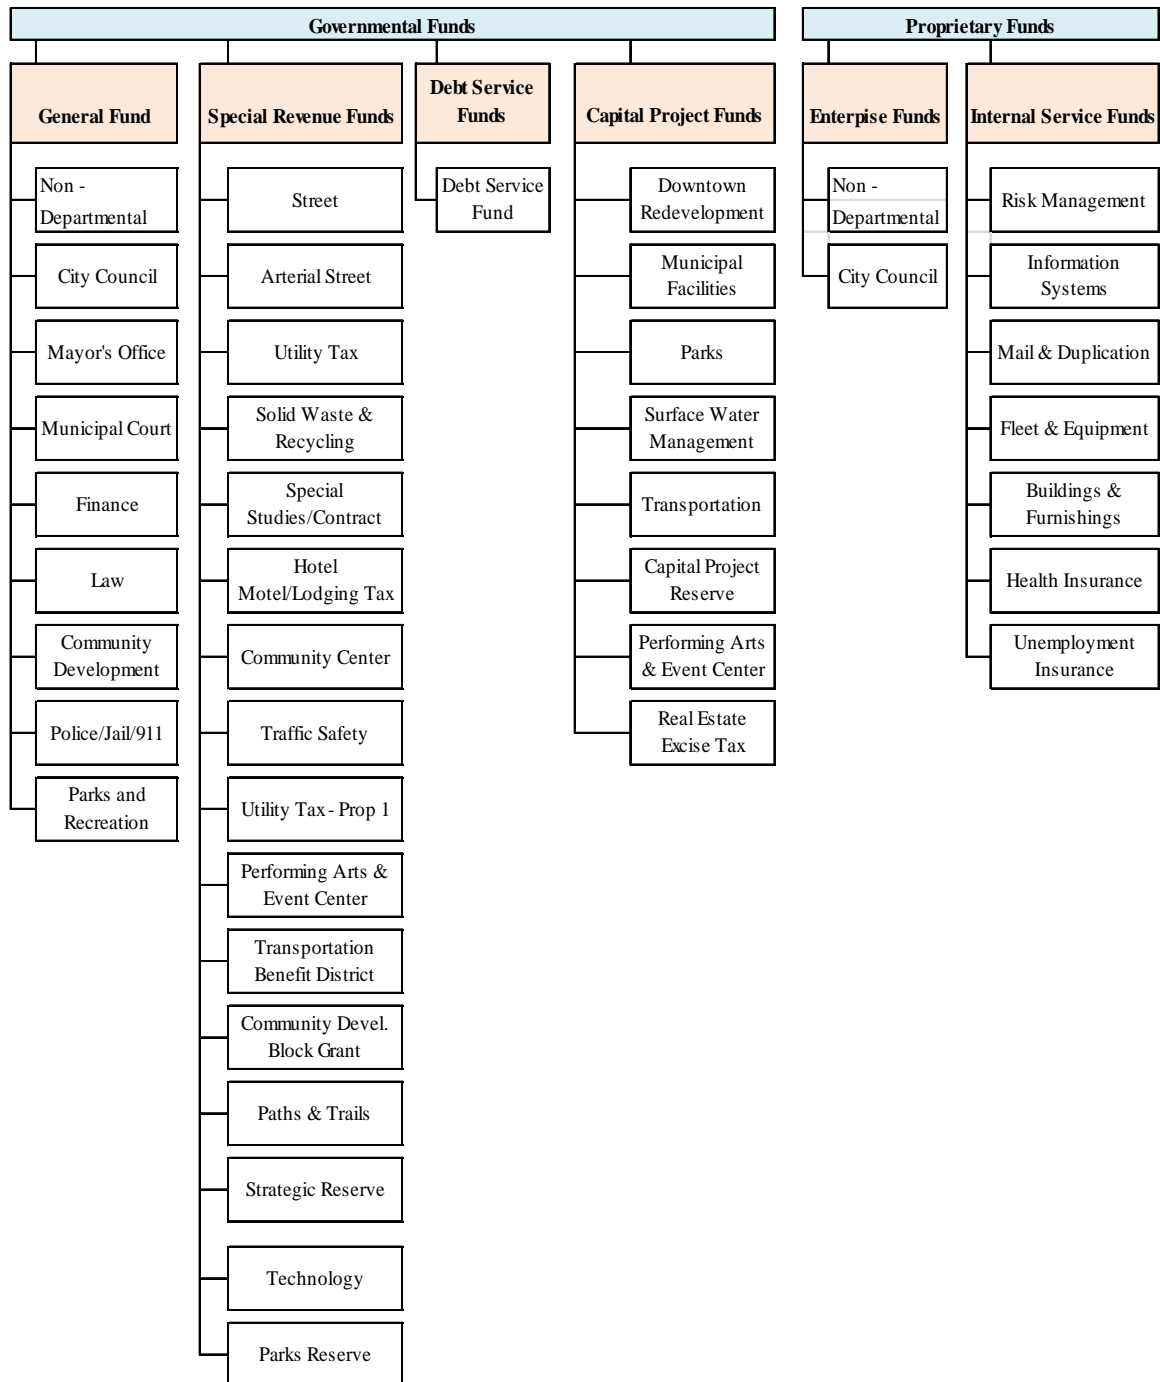 Governmental Funds
Proprietary Funds
General Fund
Special Revenue Funds
Debt Service
Funds
Capital Project Funds
Enterpise Funds
Internal Service Funds
Non -
Departmental
City Council
Mayor's Office
Municipal Court
Finance
Law
Community
Development
Police/Jail/911
Parks and
Recreation
Street
Arterial Street
Utility Tax
Solid Waste &
Recycling
Special
Studies/Contract
Hotel
Motel/Lodging Tax
Community Center
Traffic Safety
Utility Tax - Prop 1
Performing Arts &
Event Center
Transportation
Benefit District
Community Devel.
Block Grant
Paths & Trails
Strategic Reserve
Technology
Parks Reserve
Debt Service
Fund
Downtown
Redevelopment
Municipal
Facilities
Parks
Surface Water
Management
Transportation
Capital Project
Reserve
Performing Arts
& Event Center
Real Estate
Excise Tax
Non -
Departmental
City Council
Risk Management
Information
Systems
Mail & Duplication
Fleet & Equipment
Buildings &
Furnishings
Health Insurance
Unemployment
Insurance